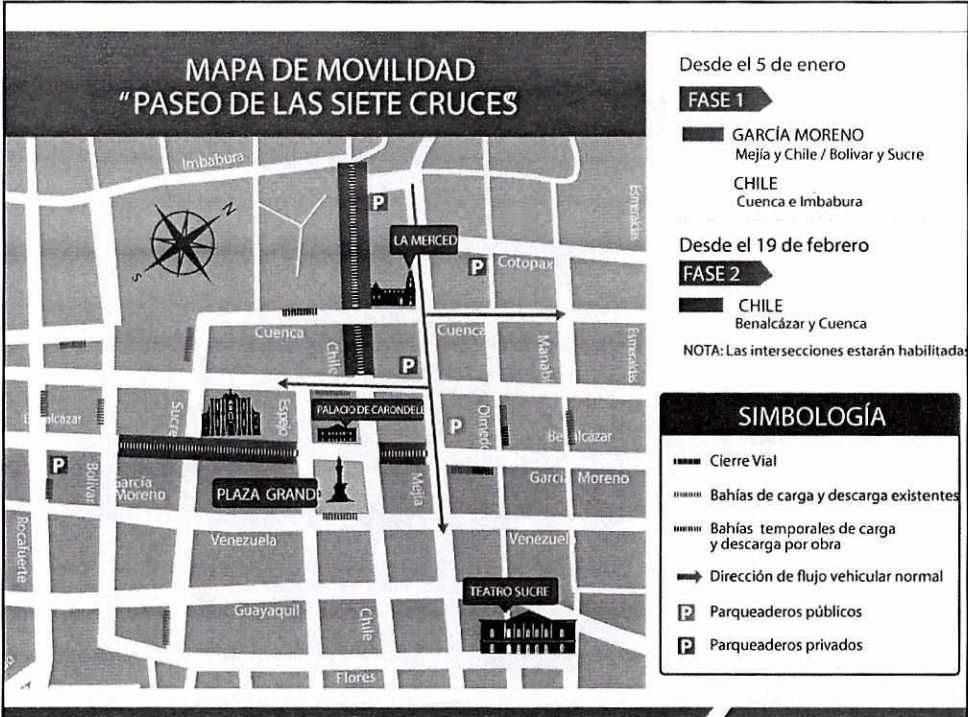 MAPA DE MOVILIDAD
"PASEO DE LAS SIETE CRUCES"
Desde el 5 de enero
FASE 1
GARCÍA MORENO
Mejía y Chile / Bolívar y Sucre
CHILE
Cuenca e Imbabura
Desde el 19 de febrero
FASE 2
CHILE
Benalcázar y Cuenca
NOTA: Las intersecciones estarán habilitadas
SIMBOLOGÍA
Cierre Vial
Bahías de carga y descarga existentes
Bahías temporales de carga
y descarga por obra
Dirección de flujo vehicular normal
P Parqueaderos públicos
P Parqueaderos privados
Imbabura
N
S
P
LA MERCED
Esmeraldas
P
Cotopax
Cuenca
Chile
Cuenca
Manabí
Esmeraldas
P
Benalcázar
Sucre
Espejo
PALACIO DE CARONDELE
P
Olmedo
Benalcázar
P
Bolívar
García
Moreno
PLAZA GRAND
Mejía
García Moreno
Rocafuerte
Venezuela
Venezuela
TEATRO SUCRE
Guayaquil
Chile
Flores